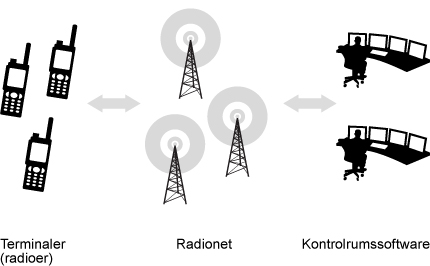 Terminaler
(radioer)
Radionet
Kontrolrumssoftware